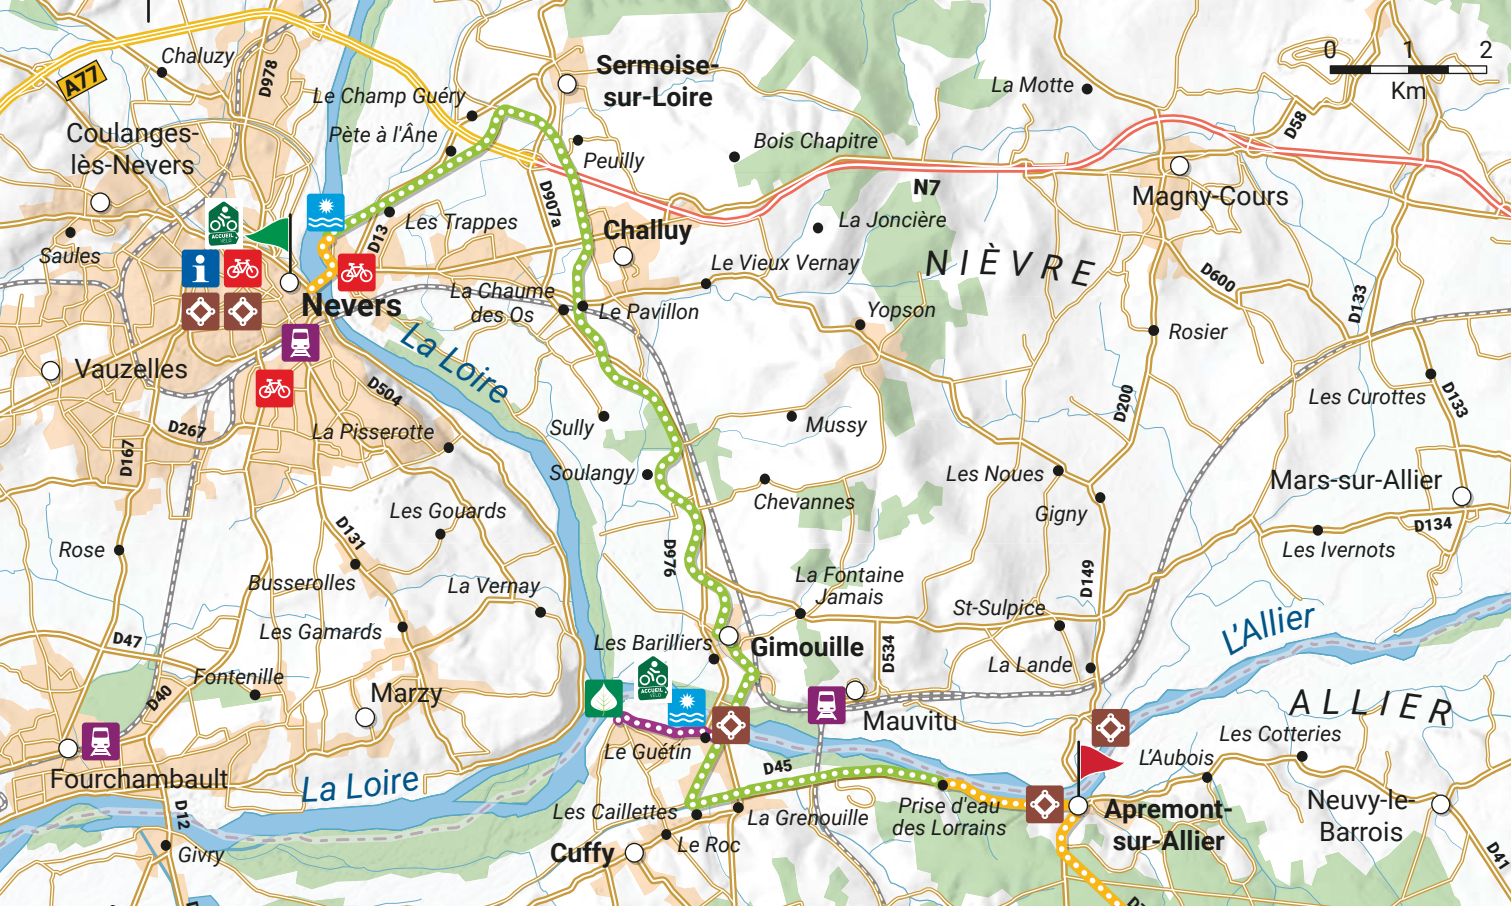 Chaluzy
A77
D978
Sermoise-
sur-Loire
0 1 2
Km
La Motte
Le Champ Guéry
Pète à l'Âne
Coulanges-
lès-Nevers
Bois Chapitre
D58
Peuilly
N7
Magny-Cours
D907a
ACCUEIL
VÉLO
Les Trappes
D13
Saules
Challuy
La Joncière
NIÈVRE
i
Le Vieux Vernay
D600
D133
Nevers
La Chaume
des Os
Le Pavillon
Yopson
Rosier
La Loire
Vauzelles
D504
D200
Les Curottes
D133
D267
La Pisserotte
Sully
Mussy
D167
Soulangy
Les Noues
Mars-sur-Allier
Chevannes
Gigny
Les Gouards
D131
D134
Rose
Les Ivernots
D976
Busserolles
La Vernay
La Fontaine
Jamais
D149
St-Sulpice
L'Allier
D47
Les Gamards
Les Barilliers
Gimouille
D534
La Lande
Fontenille
ACCUEIL
VÉLO
D40
Marzy
ALLIER
Mauvitu
Les Cotteries
Le Guétin
L'Aubois
Fourchambault
La Loire
D45
D12
Les Caillettes
La Grenouille
Prise d'eau
des Lorrains
Apremont-
sur-Allier
Neuvy-le-
Barrois
Givry
Cuffy
Le Roc
D41